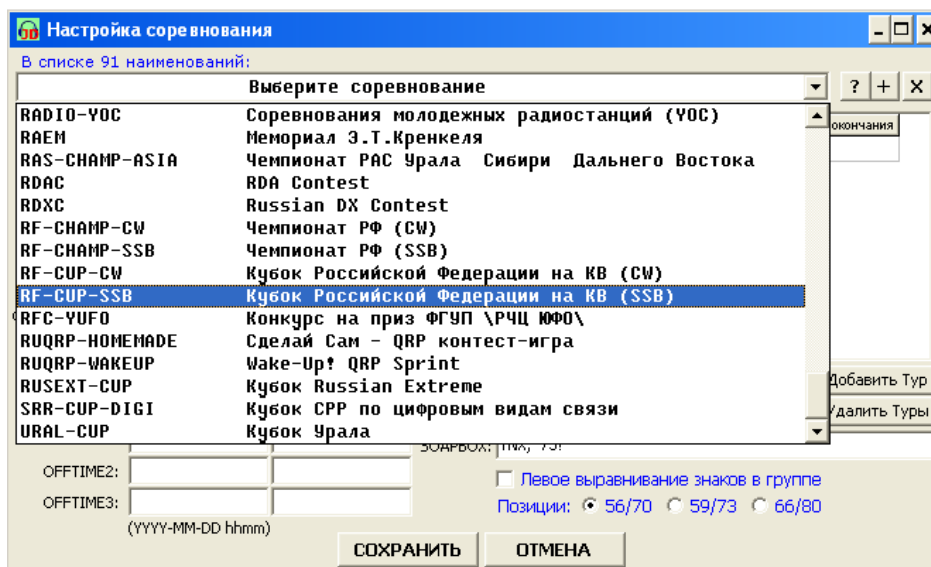 Настройка соревнования
В списке 91 наименований:
Выберите соревнование ? + X
RADIO-YOC Соревнования молодежных радиостанций (YOC)
окончания
RAEM Мемориал Э.Т.Кренкеля
RAS-CHAMP-ASIA Чемпионат РАС Урала Сибири Дальнего Востока
RDAC RDA Contest
RDXC Russian DX Contest
RF-CHAMP-CW Чемпионат РФ (CW)
RF-CHAMP-SSB Чемпионат РФ (SSB)
RF-CUP-CW Кубок Российской Федерации на КВ (CW)
RF-CUP-SSB Кубок Российской Федерации на КВ (SSB)
RFC-YUFO Конкурс на приз ФГУП \РЧЦ ЮФО\
RUQRP-HOMEMADE Сделай Сам - QRP контест-игра
RUQRP-WAKEUP Wake-Up! QRP Sprint
RUSEXT-CUP Кубок Russian Extreme
Добавить Тур
SRR-CUP-DIGI Кубок СРР по цифровым видам связи
Удалить Туры
URAL-CUP Кубок Урала
SOAPBOX: TNX, 73!
OFFTIME2:
Левое выравнивание знаков в группе
OFFTIME3:
Позиции: 56/70 59/73 66/80
(YYYY-MM-DD hhmm)
СОХРАНИТЬ ОТМЕНА